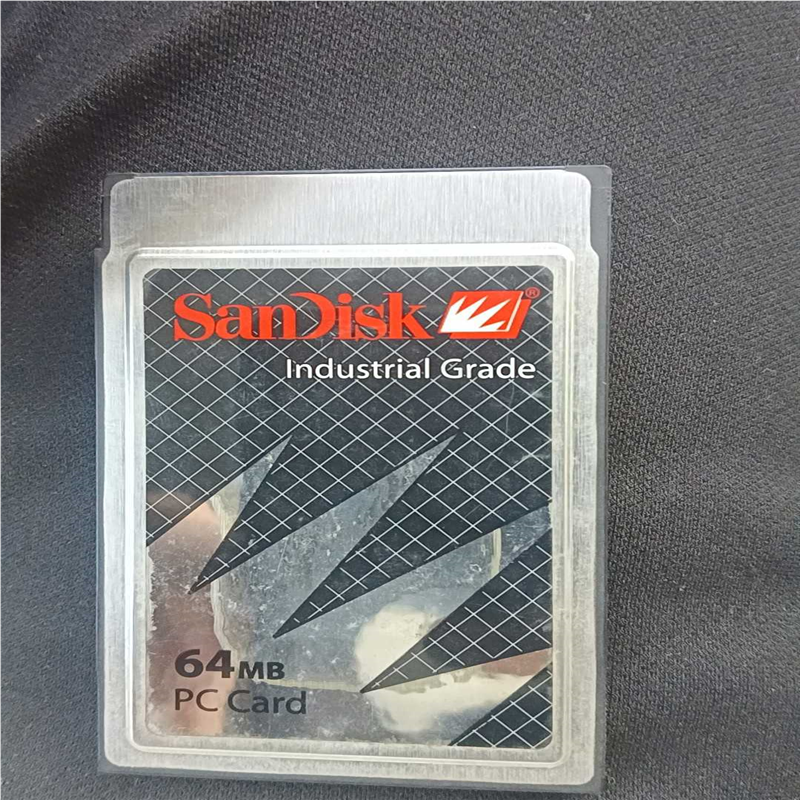 SanDisk ®
Industrial Grade
64MB
PC Card